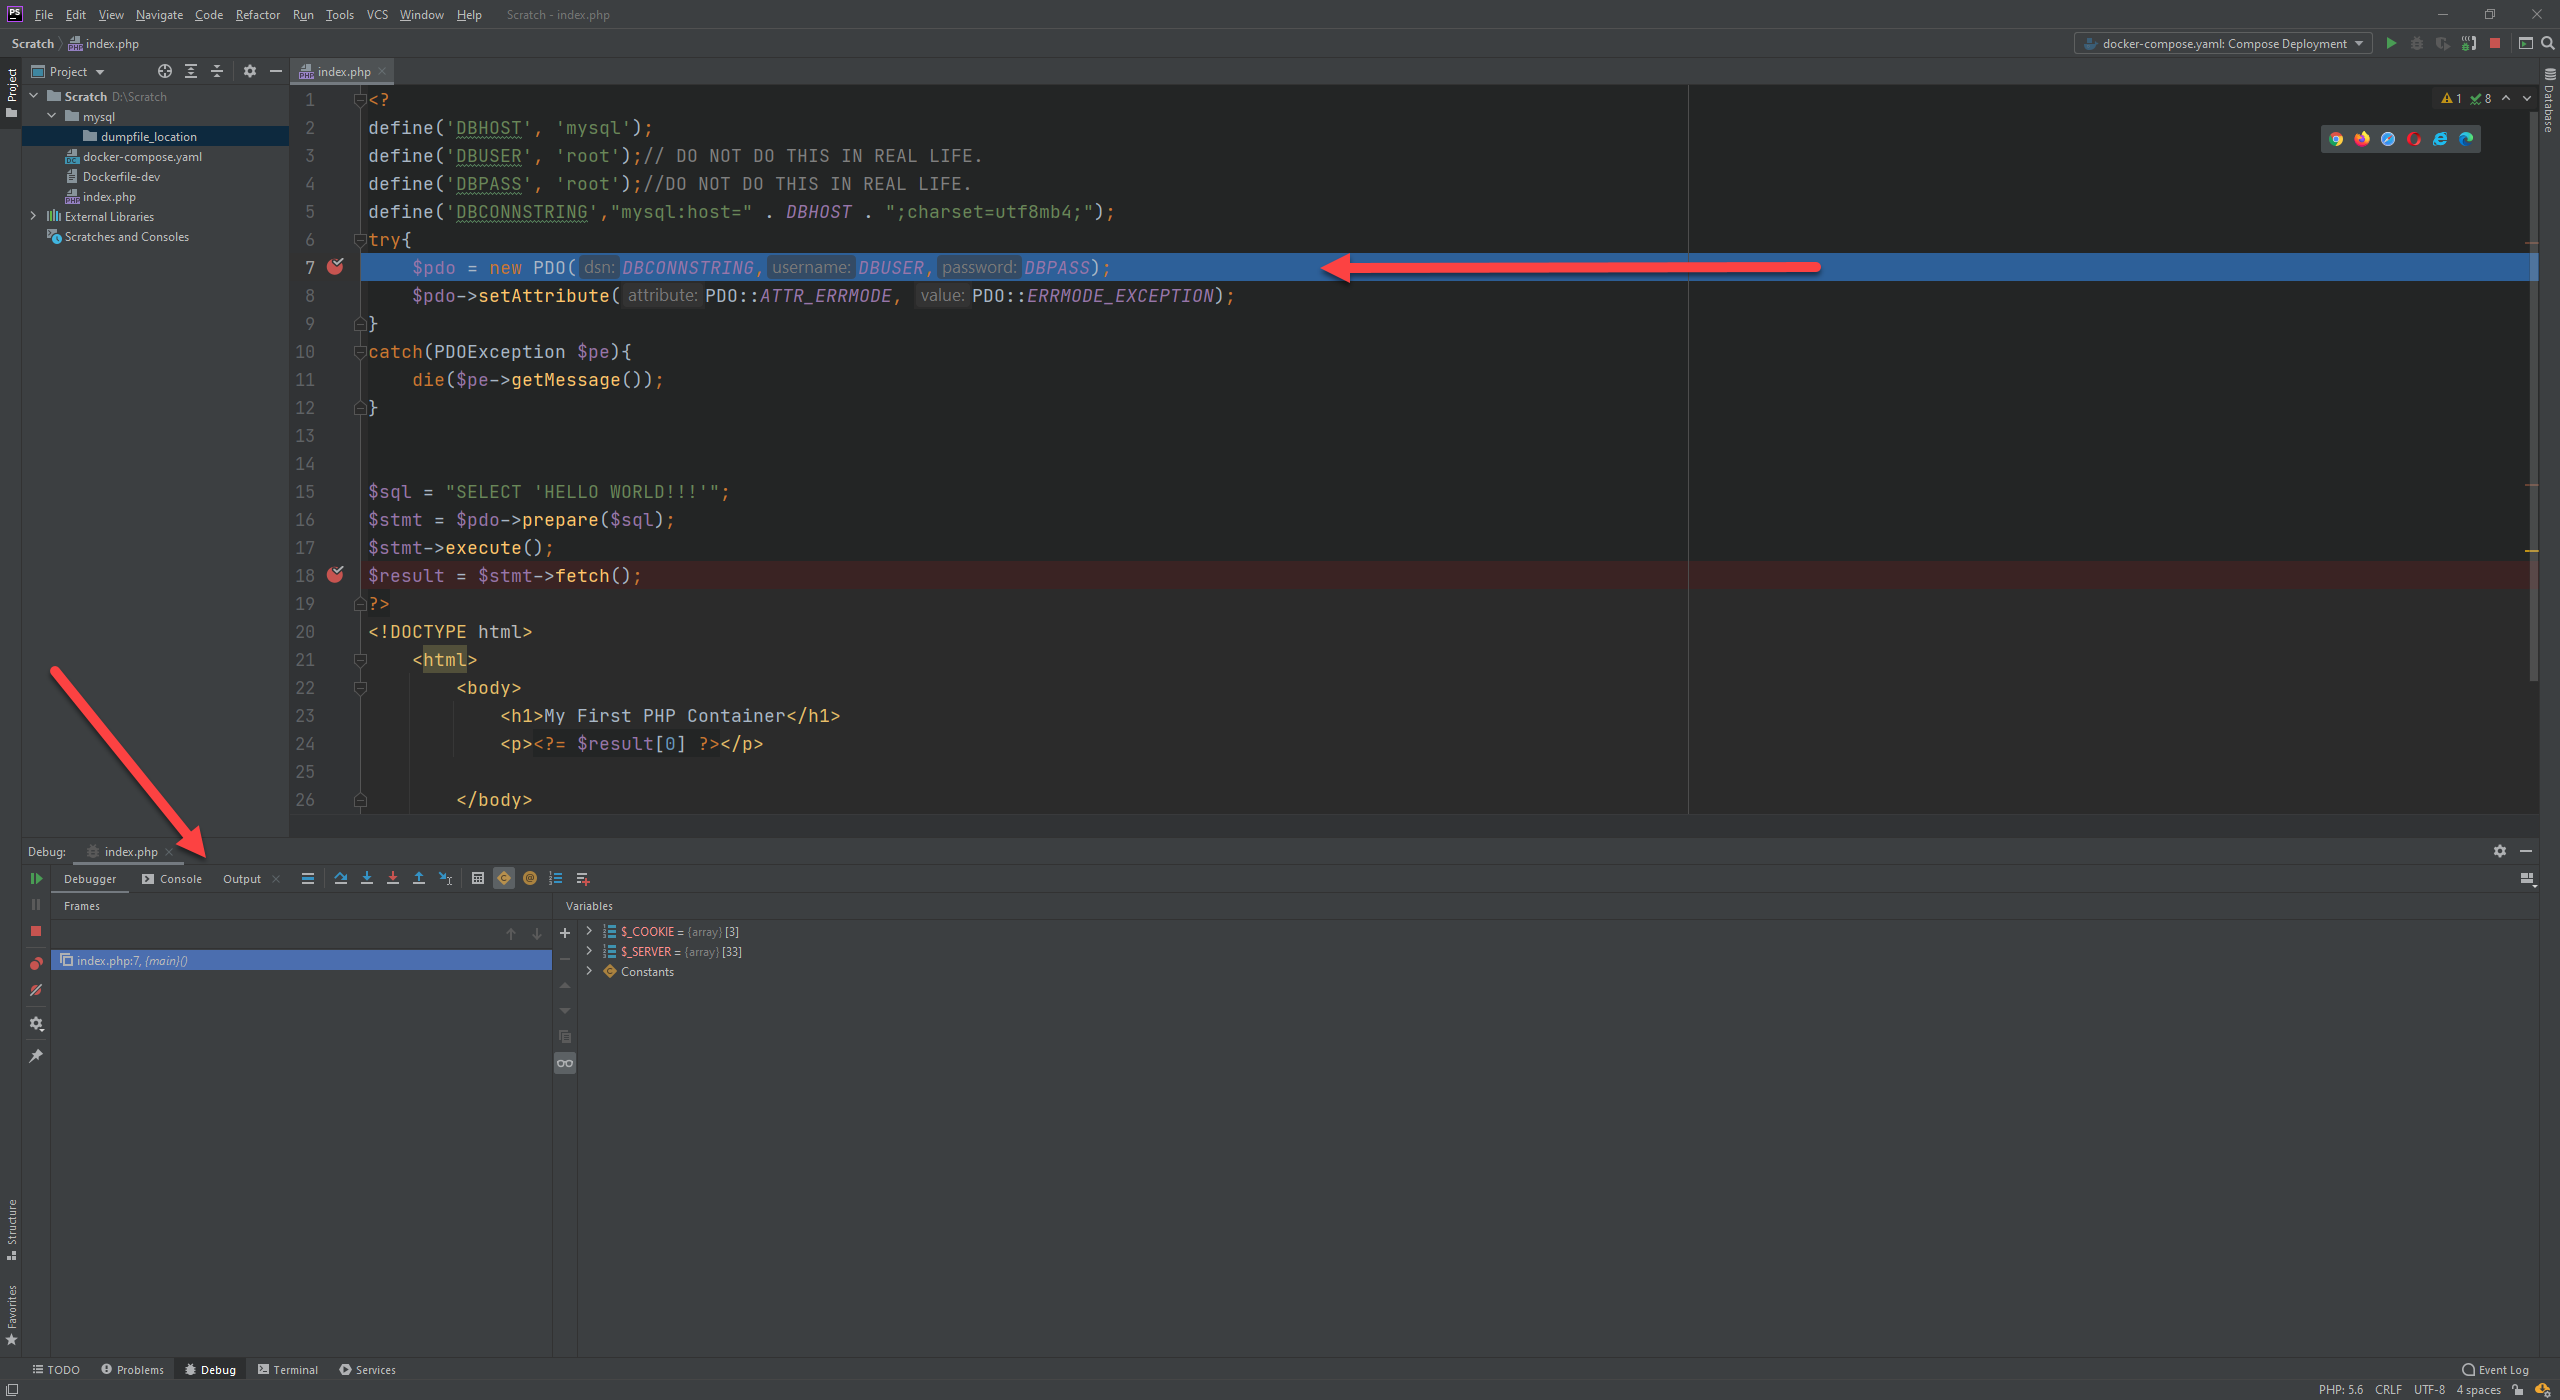 PS File Edit View Navigate Code Refactor Run Tools VCS Window Help Scratch - index.php
Scratch index.php docker-compose.yaml: Compose Deployment
Project
Project
index.php
Scratch D:\Scratch
mysql
dumpfile_location
docker-compose.yaml
Dockerfile-dev
index.php
External Libraries
Scratches and Consoles
1 8
Database
1 <?
2 define('DBHOST', 'mysql');
3 define('DBUSER', 'root');// DO NOT DO THIS IN REAL LIFE.
4 define('DBPASS', 'root');//DO NOT DO THIS IN REAL LIFE.
5 define('DBCONNSTRING',"mysql:host=" . DBHOST . ";charset=utf8mb4;");
6 try{
7 $pdo = new PDO( dsn: DBCONNSTRING, username: DBUSER, password: DBPASS);
8 $pdo->setAttribute( attribute: PDO::ATTR_ERRMODE, value: PDO::ERRMODE_EXCEPTION);
9 }
10 catch(PDOException $pe){
11 die($pe->getMessage());
12 }
13
14
15 $sql = "SELECT 'HELLO WORLD!!!'";
16 $stmt = $pdo->prepare($sql);
17 $stmt->execute();
18 $result = $stmt->fetch();
19 ?>
20 <!DOCTYPE html>
21 <html>
22 <body>
23 <h1>My First PHP Container</h1>
24 <p><?= $result[0] ?></p>
25
26 </body>
Debug: index.php
Debugger Console Output
Frames
Variables
index.php:7, {main}()
$_COOKIE = {array} [3]
$_SERVER = {array} [33]
Constants
Structure
Favorites
TODO Problems Debug Terminal Services Event Log
PHP: 5.6 CRLF UTF-8 4 spaces